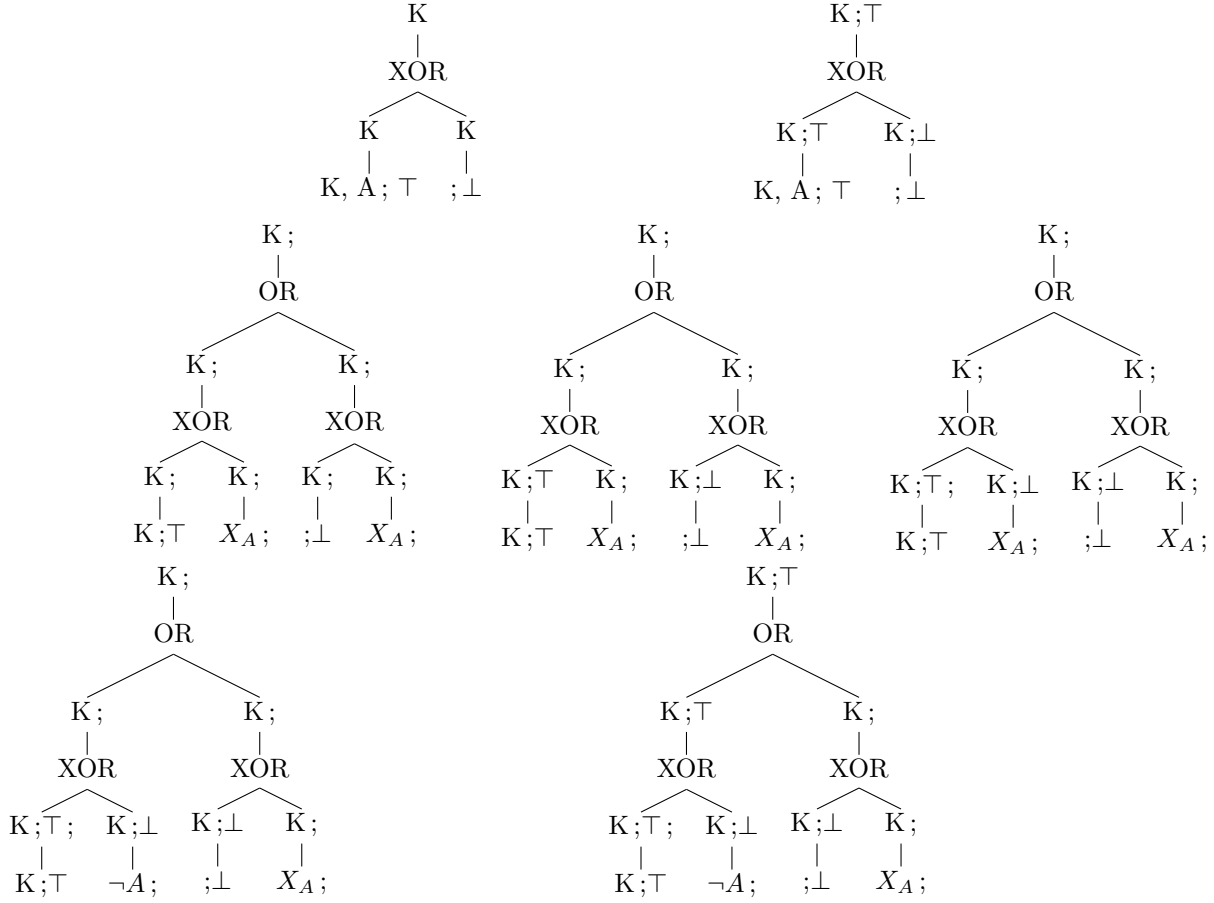 K K ;⊤
XOR XOR
K K K ;⊤ K ;⊥
K, A ; ⊤ ; ⊥ K, A ; ⊤ ; ⊥
K ; K ; K ;
OR OR OR
K ; K ; K ; K ; K ; K ;
XOR XOR XOR XOR XOR XOR
K ; K ; K ; K ; K ;⊤ K ; K ;⊥ K ; K ;⊤ ; K ;⊥ K ;⊥ K ;
K ;⊤ X_A ; ;⊥ X_A ; K ;⊤ X_A ; ;⊥ X_A ; K ;⊤ X_A ; ;⊥ X_A ;
K ; K ;⊤
OR OR
K ; K ; K ;⊤ K ;
XOR XOR XOR XOR
K ;⊤ ; K ;⊥ K ;⊥ K ; K ;⊤ ; K ;⊥ K ;⊥ K ;
K ;⊤ ¬A ; ;⊥ X_A ; K ;⊤ ¬A ; ;⊥ X_A ;